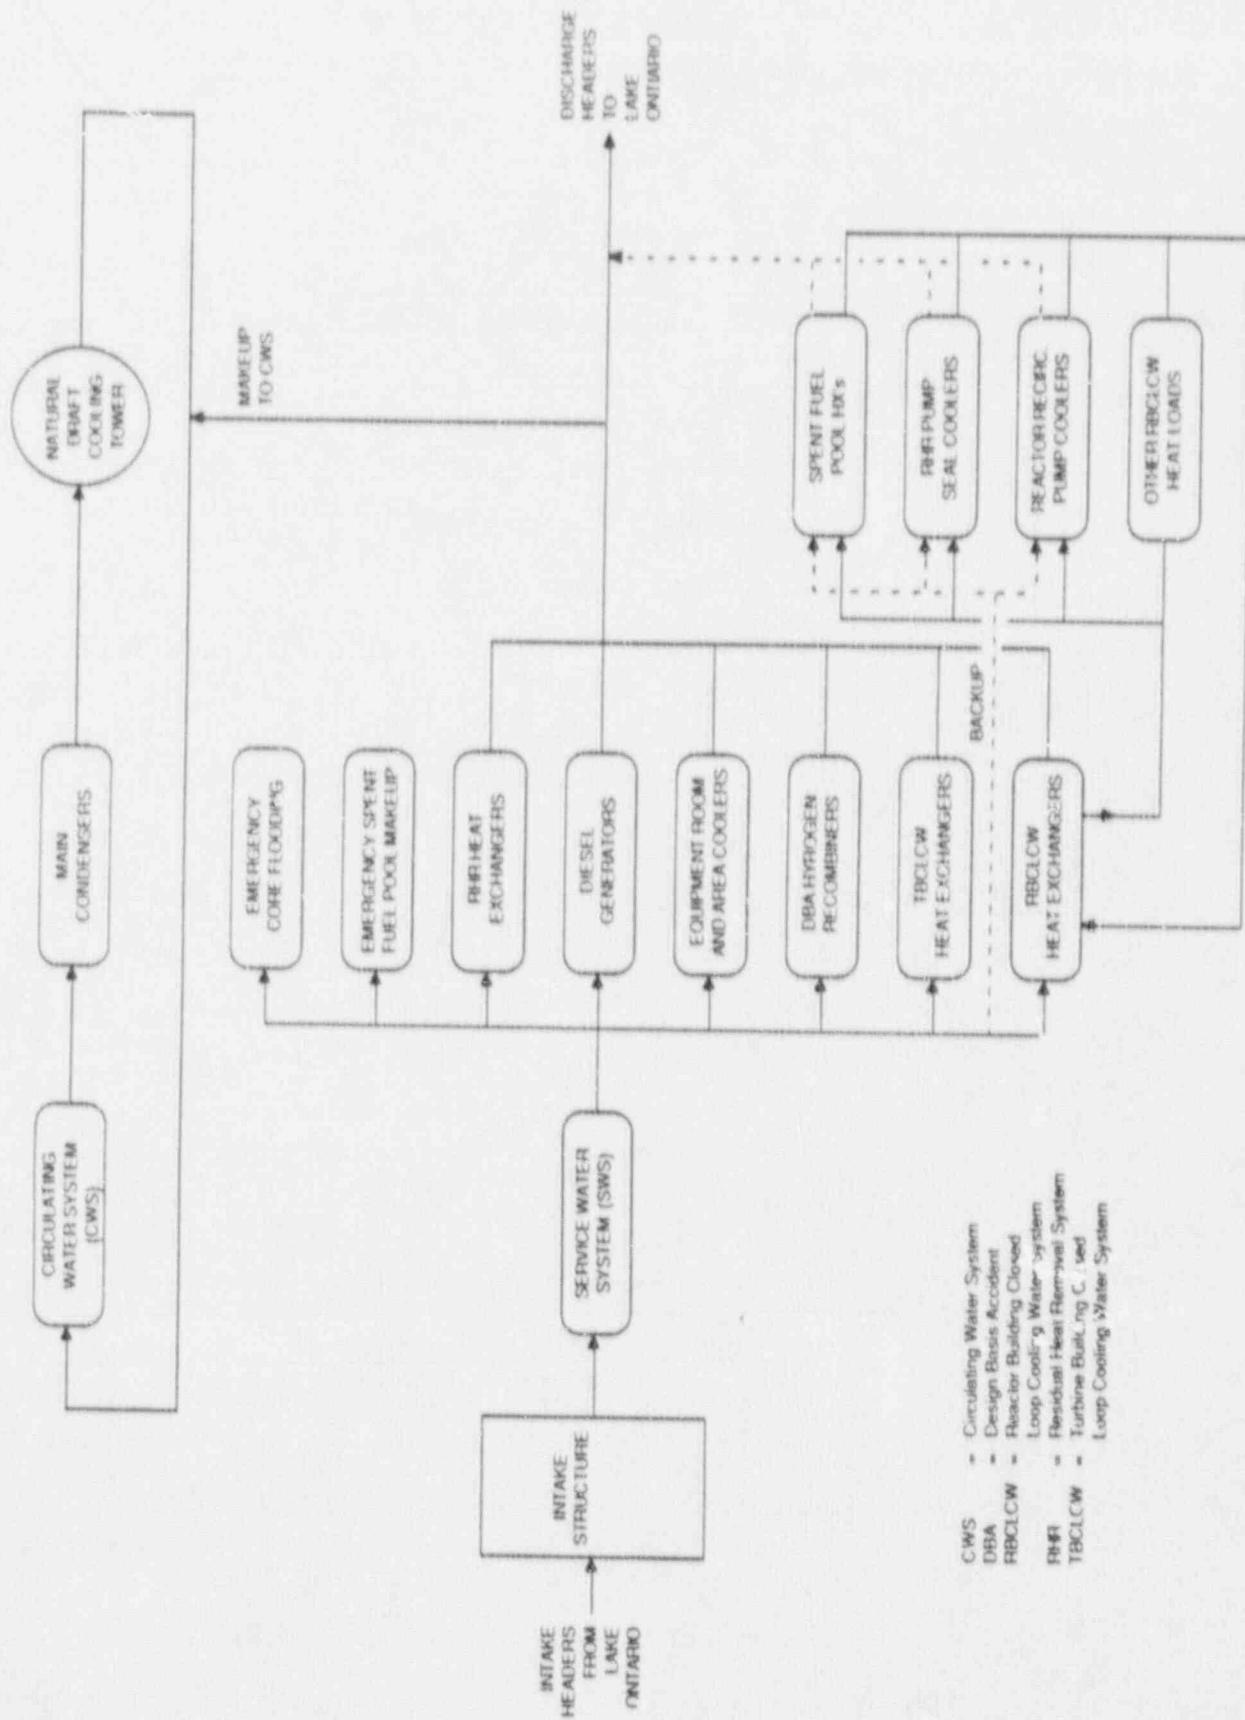 CIRCULATING
WATER SYSTEM
(CWS)
MAIN
CONDENSERS
NATURAL
DRAFT
COOLING
TOWER
MAKEUP
TO CWS
INTAKE
HEADERS
FROM
LAKE
ONTARIO
INTAKE
STRUCTURE
SERVICE WATER
SYSTEM (SWS)
EMERGENCY
CORE FLOODING
EMERGENCY SPENT
FUEL POOL MAKEUP
RHR HEAT
EXCHANGERS
DIESEL
GENERATORS
EQUIPMENT ROOM
AND AREA COOLERS
DBA HYROGEN
RECOMBINERS
TBCLCW
HEAT EXCHANGERS
RBCLCW
HEAT EXCHANGERS
BACKUP
DISCHARGE
HEADERS
TO
LAKE
ONTIARIO
SPENT FUEL
POOL HX's
RHR PUMP
SEAL COOLERS
REACTOR RECIRC.
PUMP COOLERS
OTHER RBCLCW
HEAT LOADS
CWS = Circulating Water System
DBA = Design Basis Accident
RBCLCW = Reactor Building Closed
Loop Cooling Water System
RHR = Residual Heat Removal System
TBCLCW = Turbine Building
Loop Cooling Water System